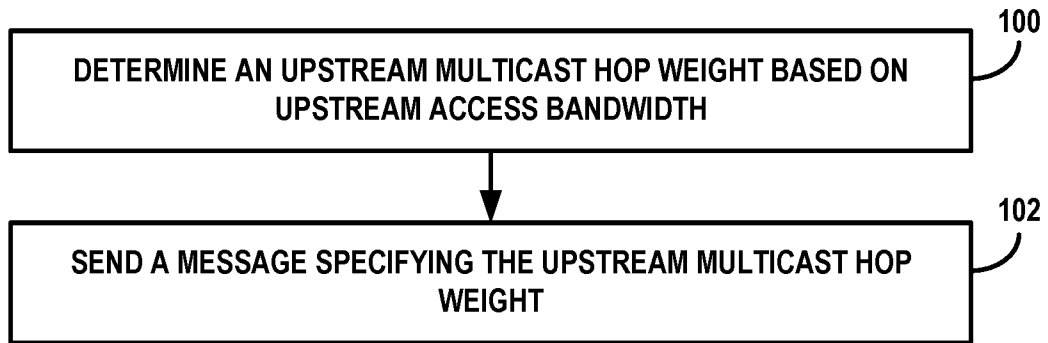 100
DETERMINE AN UPSTREAM MULTICAST HOP WEIGHT BASED ON
UPSTREAM ACCESS BANDWIDTH
102
SEND A MESSAGE SPECIFYING THE UPSTREAM MULTICAST HOP
WEIGHT